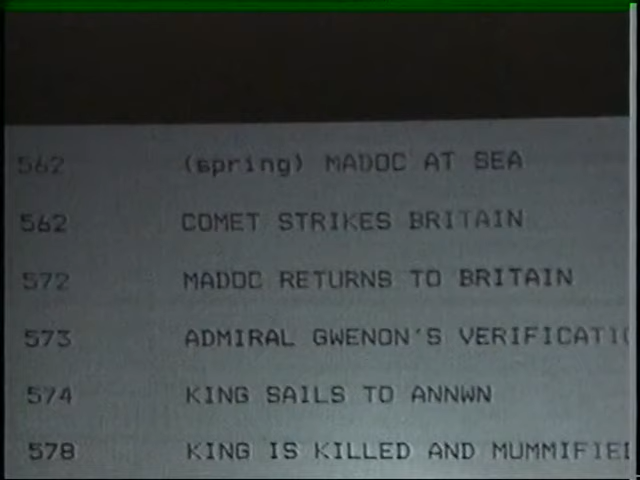 562 (spring) MADOC AT SEA
562 COMET STRIKES BRITAIN
572 MADOC RETURNS TO BRITAIN
573 ADMIRAL GWENON'S
574 KING SAILS TO ANNWN
578 KING IS KILLED AND